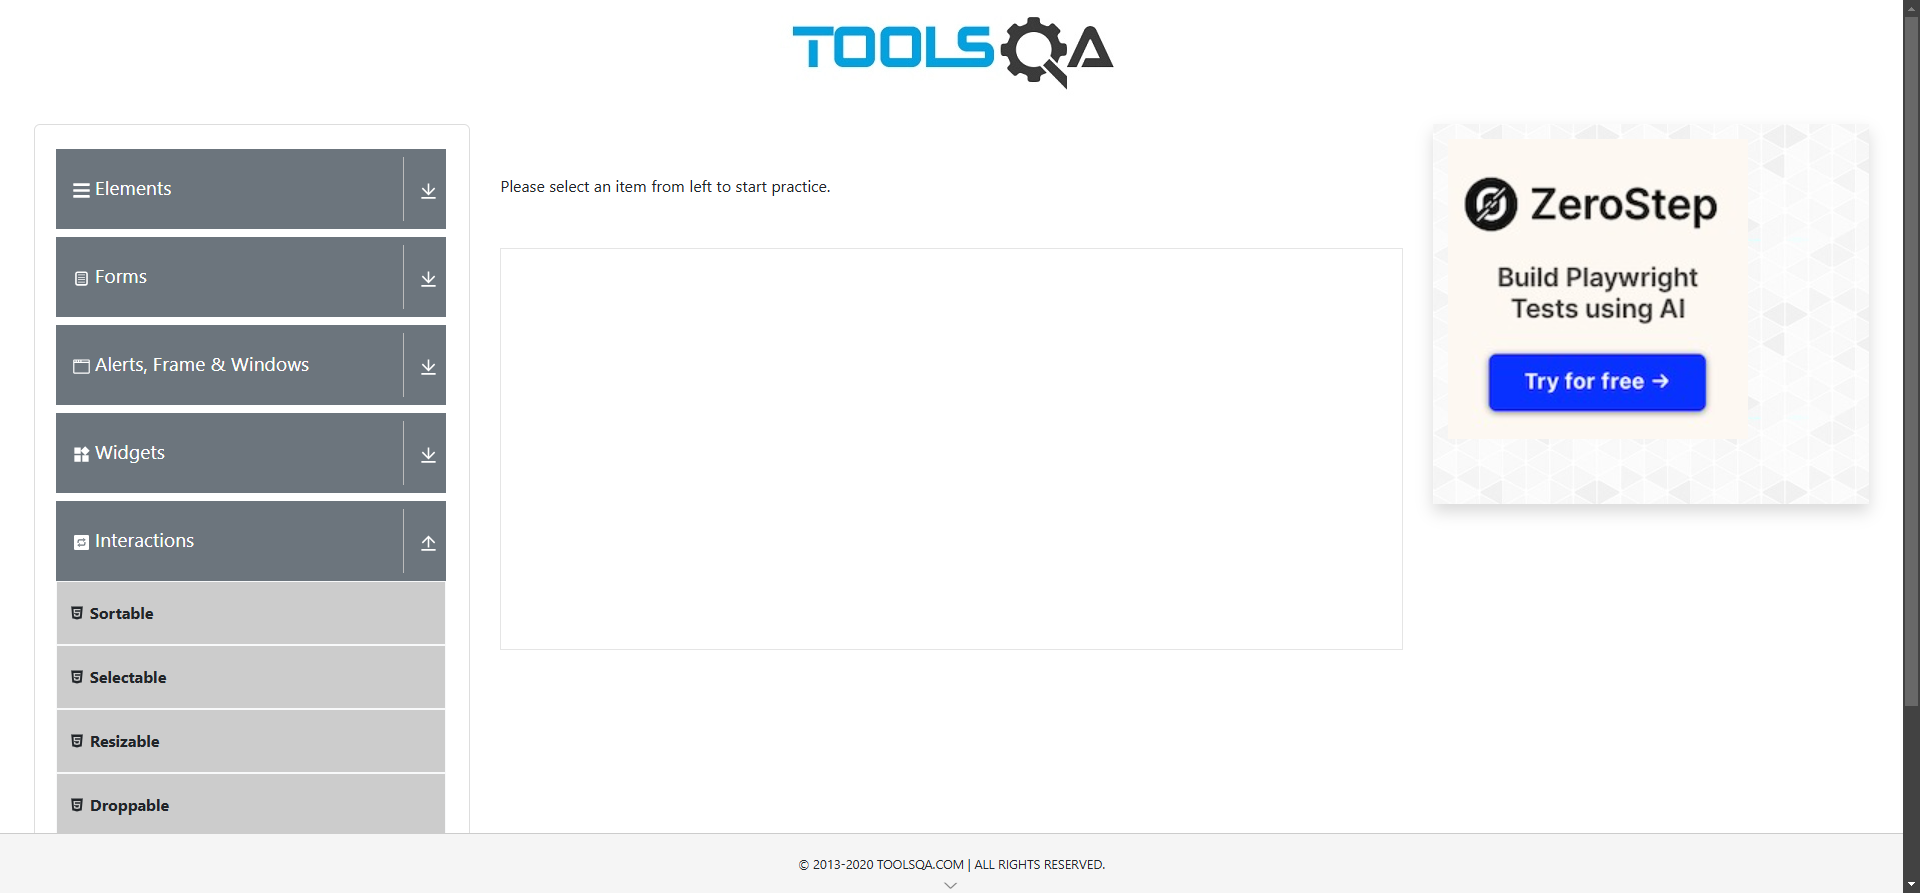 TOOLSQA
Elements
Forms
Alerts, Frame & Windows
Widgets
Interactions
Sortable
Selectable
Resizable
Droppable
Please select an item from left to start practice.
ZeroStep
Build Playwright
Tests using AI
Try for free →
© 2013-2020 TOOLSQA.COM | ALL RIGHTS RESERVED.